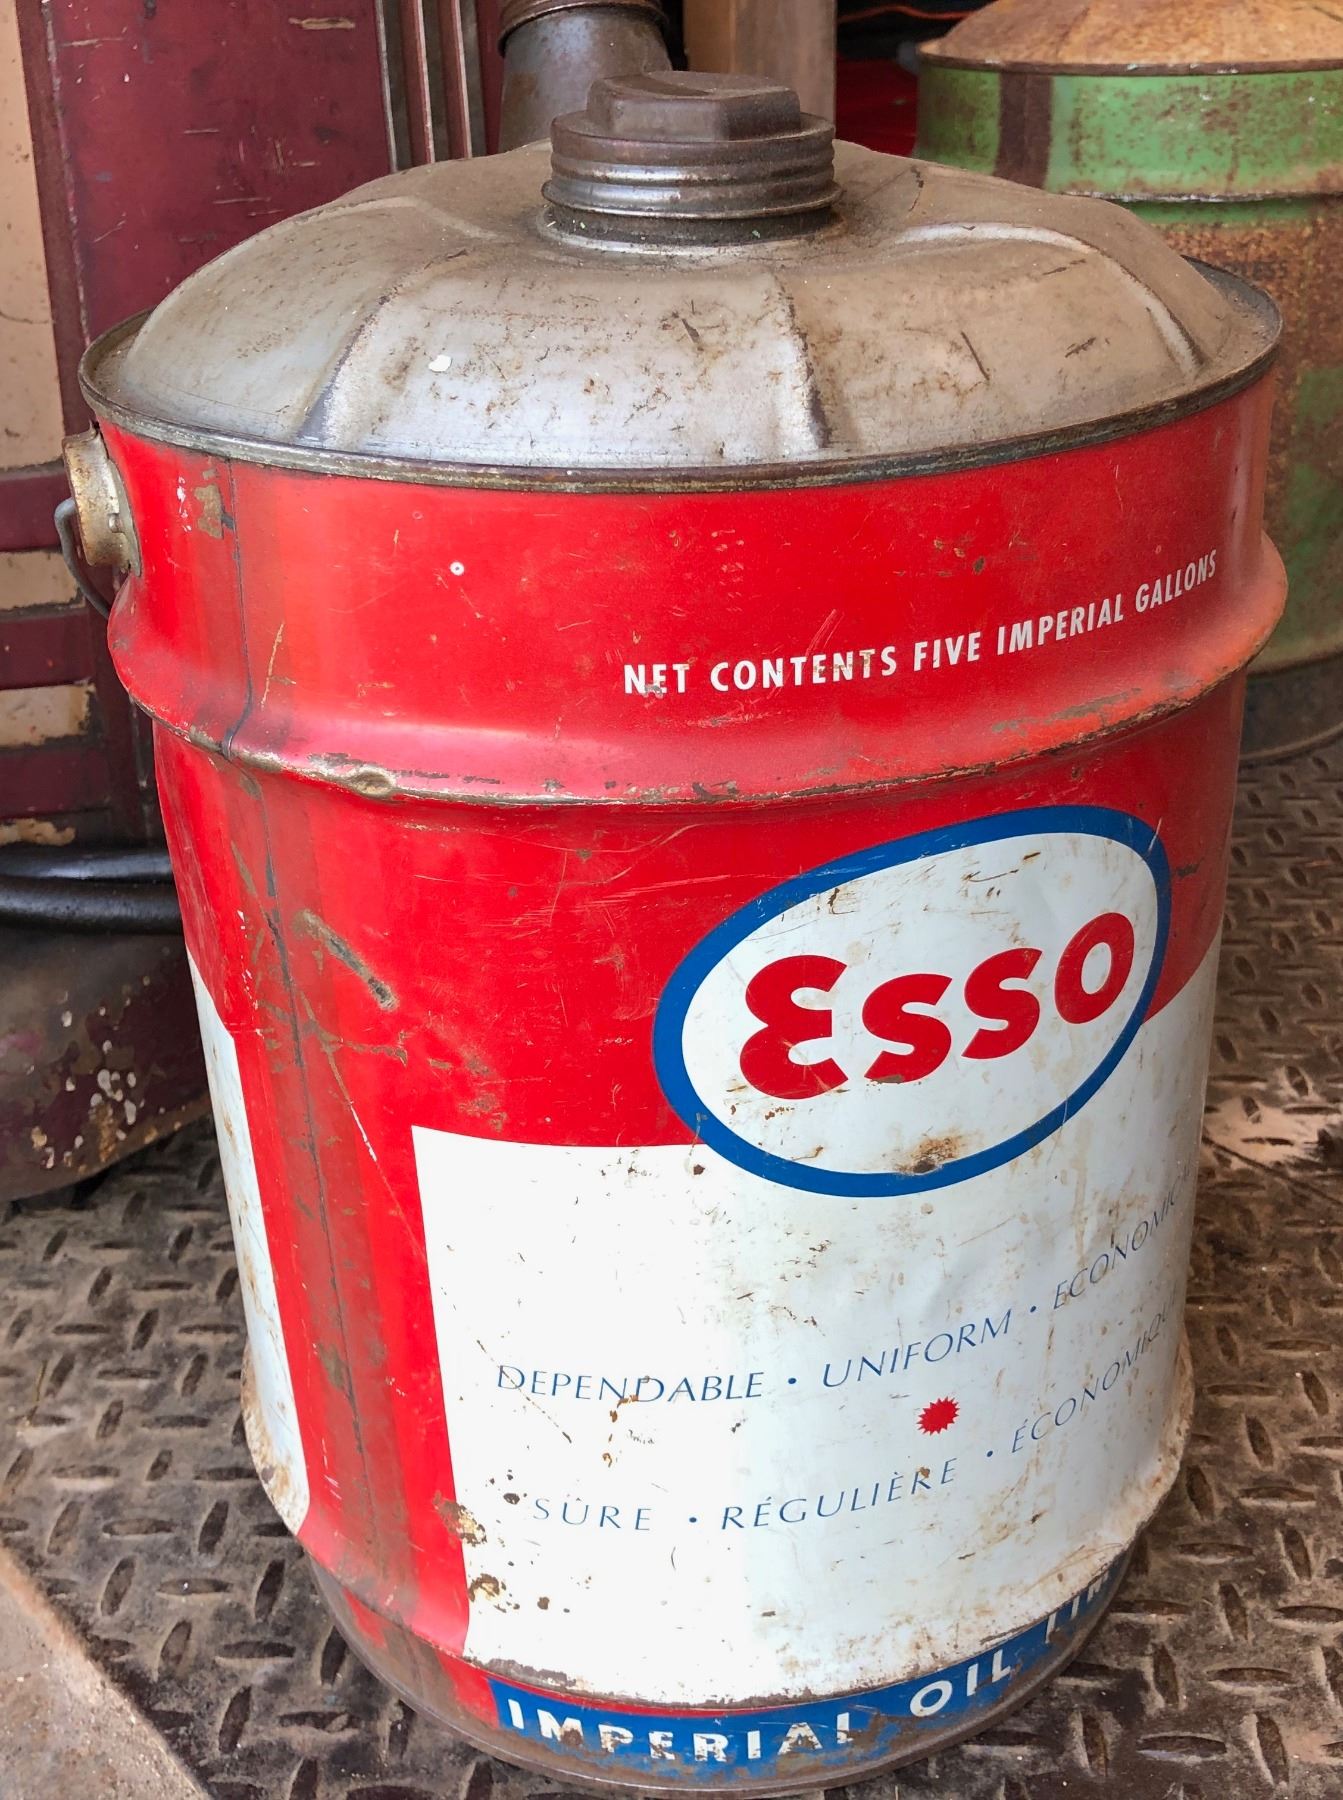 NET CONTENTS FIVE IMPERIAL GALLONS
Esso
DEPENDABLE · UNIFORM ·
SÛRE · RÉGULIÈRE ·
IMPERIAL OIL